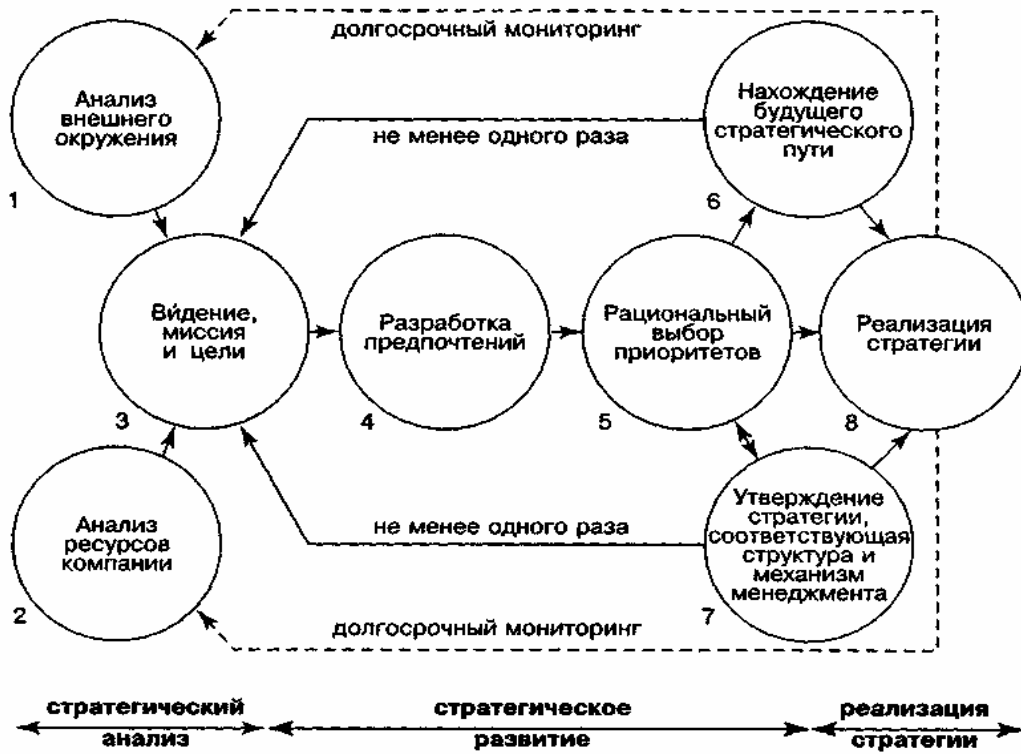 долгосрочный мониторинг
Анализ
внешнего
окружения
1
Нахождение
будущего
стратегического
пути
6
не менее одного раза
Ви́дение,
миссия
и цели
3
Разработка
предпочтений
4
Рациональный
выбор
приоритетов
5
Реализация
стратегии
8
Анализ
ресурсов
компании
2
не менее одного раза
Утверждение
стратегии,
соответствующая
структура и
механизм
менеджмента
7
долгосрочный мониторинг
стратегический
анализ
стратегическое
развитие
реализация
стратегии